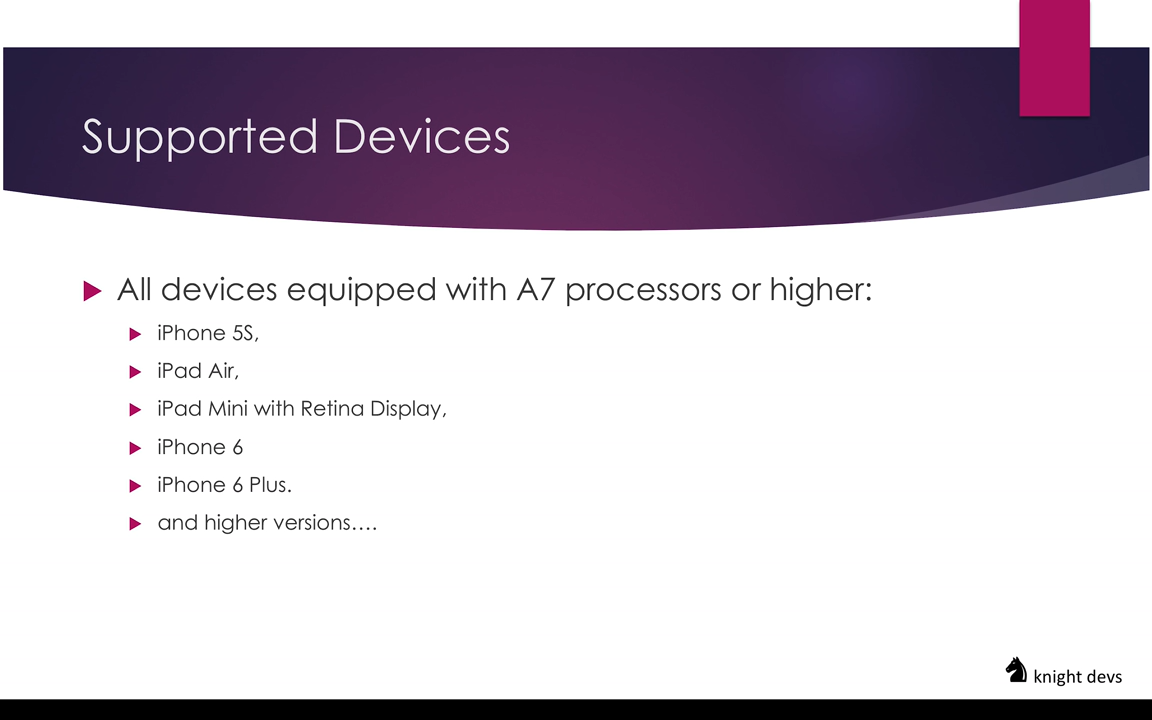 Supported Devices
All devices equipped with A7 processors or higher:
iPhone 5S,
iPad Air,
iPad Mini with Retina Display,
iPhone 6
iPhone 6 Plus.
and higher versions....
knight devs